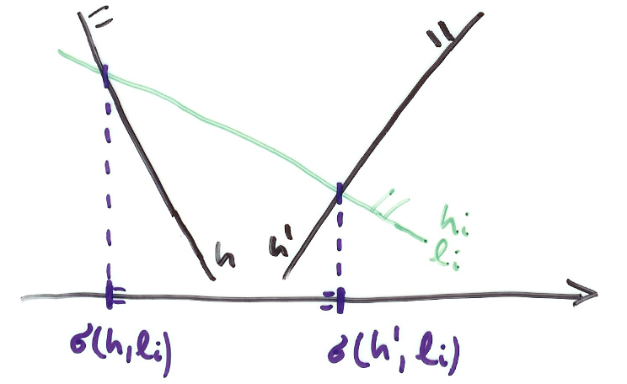 h
h'
hi
li
σ(h, li)
σ(h', li)